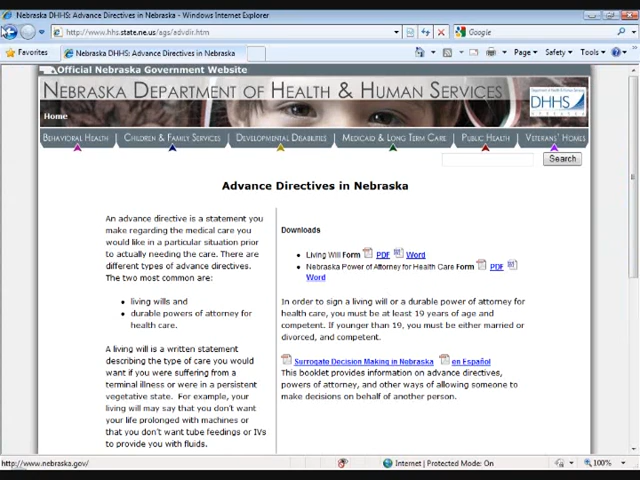 Nebraska DHHS: Advance Directives in Nebraska - Windows Internet Explorer
http://www.hhs.state.ne.us/ags/advdir.htm
Google
Favorites
Nebraska DHHS: Advance Directives in Nebraska
Page
Safety
Tools
Official Nebraska Government Website
NEBRASKA DEPARTMENT OF HEALTH & HUMAN SERVICES
DHHS
NEBRASKA
Home
BEHAVIORAL HEALTH
CHILDREN & FAMILY SERVICES
DEVELOPMENTAL DISABILITIES
MEDICAID & LONG TERM CARE
PUBLIC HEALTH
VETERANS' HOMES
Search
Advance Directives in Nebraska
An advance directive is a statement you
make regarding the medical care you
would like in a particular situation prior
to actually needing the care. There are
different types of advance directives.
The two most common are:
• living wills and
• durable powers of attorney for
health care.
A living will is a written statement
describing the type of care you would
want if you were suffering from a
terminal illness or were in a persistent
vegetative state. For example, your
living will may say that you don't want
your life prolonged with machines or
that you don't want tube feedings or IVs
to provide you with fluids.
Downloads
• Living Will Form PDF Word
• Nebraska Power of Attorney for Health Care Form PDF
Word
In order to sign a living will or a durable power of attorney for
health care, you must be at least 19 years of age and
competent. If younger than 19, you must be either married or
divorced, and competent.
Surrogate Decision Making in Nebraska en Español
This booklet provides information on advance directives,
powers of attorney, and other ways of allowing someone to
make decisions on behalf of another person.
http://www.nebraska.gov/
Internet | Protected Mode: On
100%